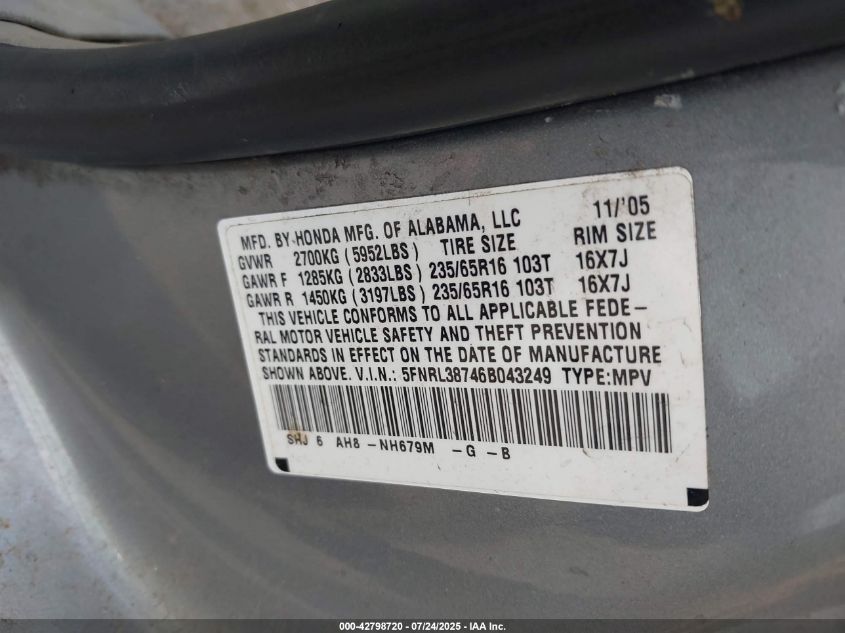 MFD. BY HONDA MFG. OF ALABAMA, LLC 11/'05
GVWR 2700KG (5952LBS) TIRE SIZE RIM SIZE
GAWR F 1285KG (2833LBS) 235/65R16 103T 16X7J
GAWR R 1450KG (3197LBS) 235/65R16 103T 16X7J
THIS VEHICLE CONFORMS TO ALL APPLICABLE FEDE-
RAL MOTOR VEHICLE SAFETY AND THEFT PREVENTION
STANDARDS IN EFFECT ON THE DATE OF MANUFACTURE
SHOWN ABOVE. V.I.N.: 5FNRL38746B043249 TYPE:MPV
SHJ 6 AH8 -NH679M -G -B
000-42798720 - 07/24/2025 - IAA Inc.